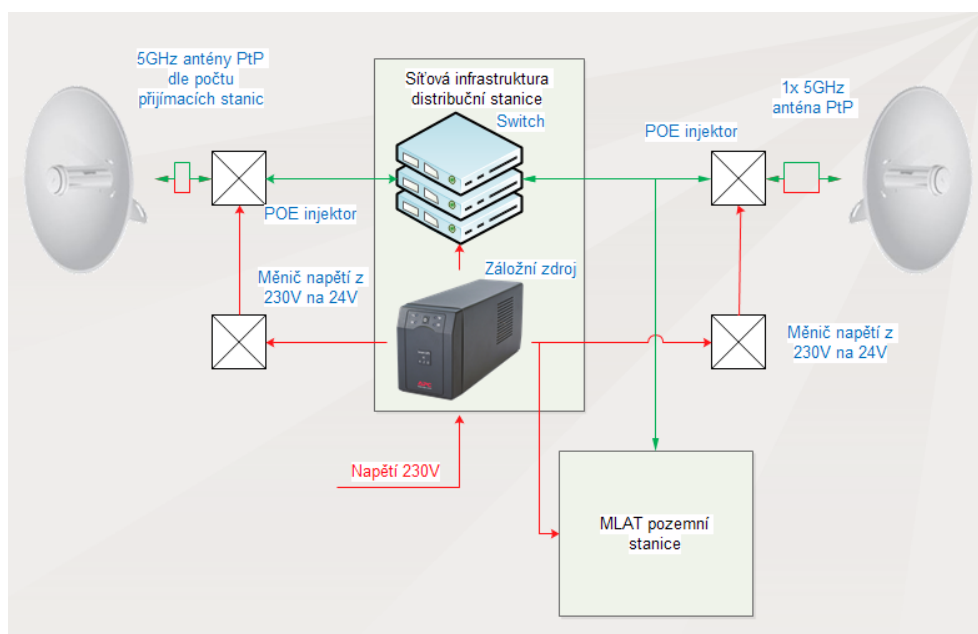 5GHz antény PtP
dle počtu
přijímacích stanic
Síťová infrastruktura
distribuční stanice
Switch
POE injektor
1x 5GHz
anténa PtP
POE injektor
Záložní zdroj
Měnič napětí z
230V na 24V
Měnič napětí z
230V na 24V
APC
Napětí 230V
MLAT pozemní
stanice